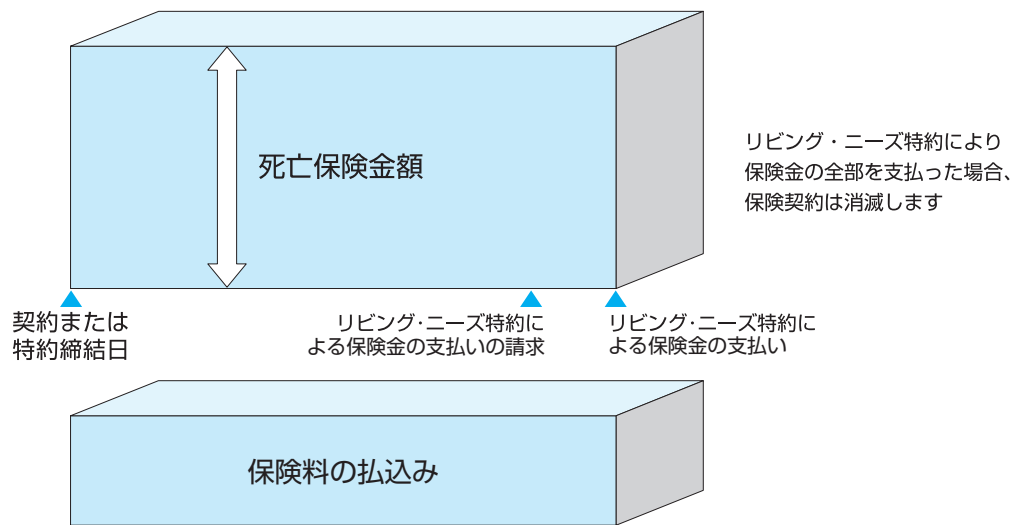 死亡保険金額
リビング・ニーズ特約により
保険金の全部を支払った場合、
保険契約は消滅します
契約または
特約締結日
リビング・ニーズ特約に
よる保険金の支払いの請求
リビング・ニーズ特約に
よる保険金の支払い
保険料の払込み